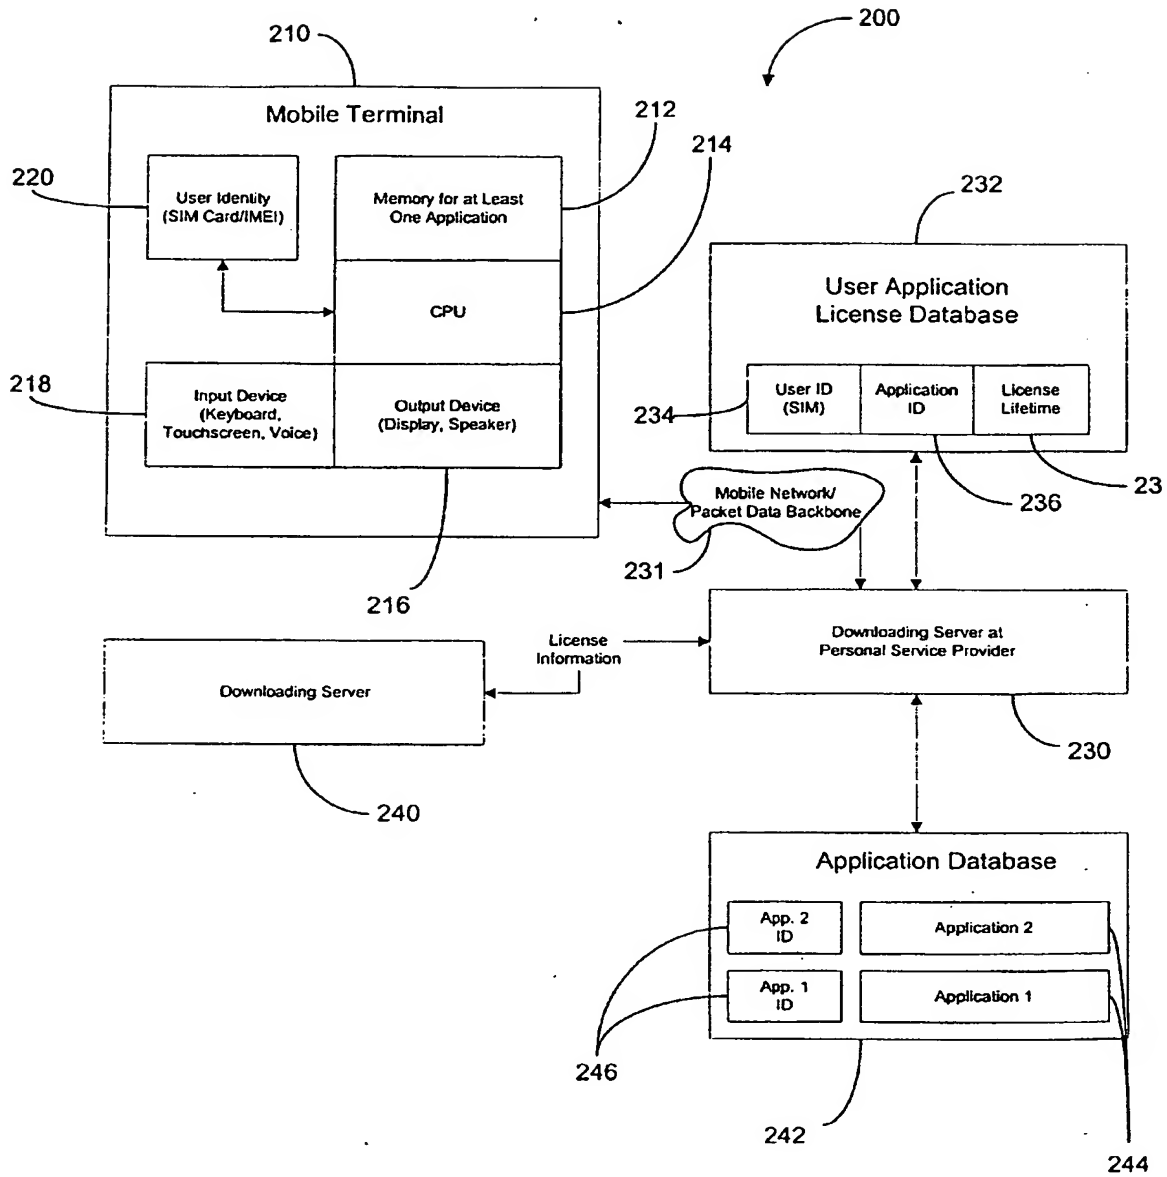 200
210
Mobile Terminal
212
214
220
User Identity
(SIM Card/IMEI)
Memory for at Least
One Application
232
CPU
User Application
License Database
218
Input Device
(Keyboard,
Touchscreen, Voice)
Output Device
(Display, Speaker)
234
User ID
(SIM)
Application
ID
License
Lifetime
236
23
Mobile Network/
Packet Data Backbone
231
216
License
Information
Downloading Server at
Personal Service Provider
Downloading Server
230
240
Application Database
App. 2
ID
Application 2
App. 1
ID
Application 1
246
242
244